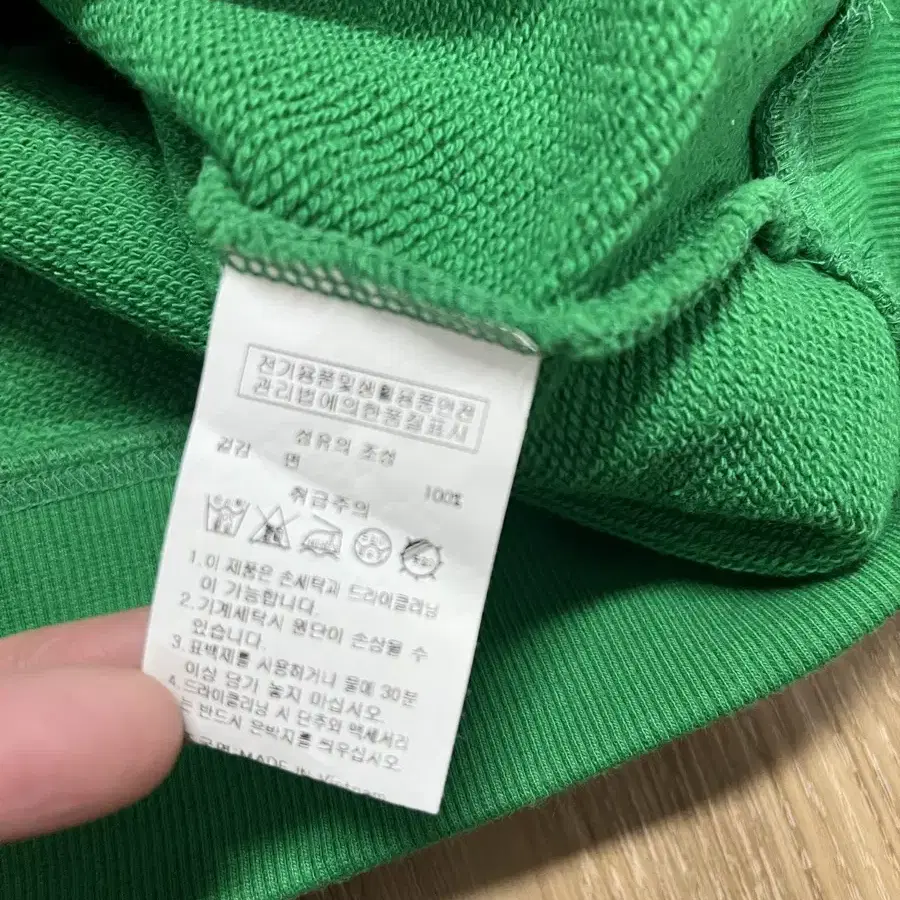 전기용품및생활용품안전
관리법에의한품질표시
섬유의 조성
겉감 면 100%
취급주의
1.이 제품은 손세탁과 드라이클리닝
이 가능합니다.
2.기계세탁시 원단이 손상될 수
있습니다.
3.표백제를 사용하거나 물에 30분
이상 담가 놓지 마십시오.
4.드라이클리닝 시 단추와 액세서리
는 반드시 은박지를 씌우십시오.
MADE IN Vietnam